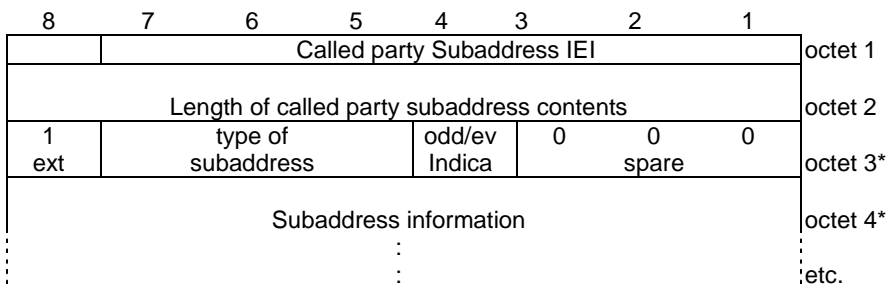 8 7 6 5 4 3 2 1
Called party Subaddress IEI octet 1
Length of called party subaddress contents octet 2
1 type of odd/ev 0 0 0
ext subaddress Indica spare octet 3*
Subaddress information octet 4*
:
: etc.